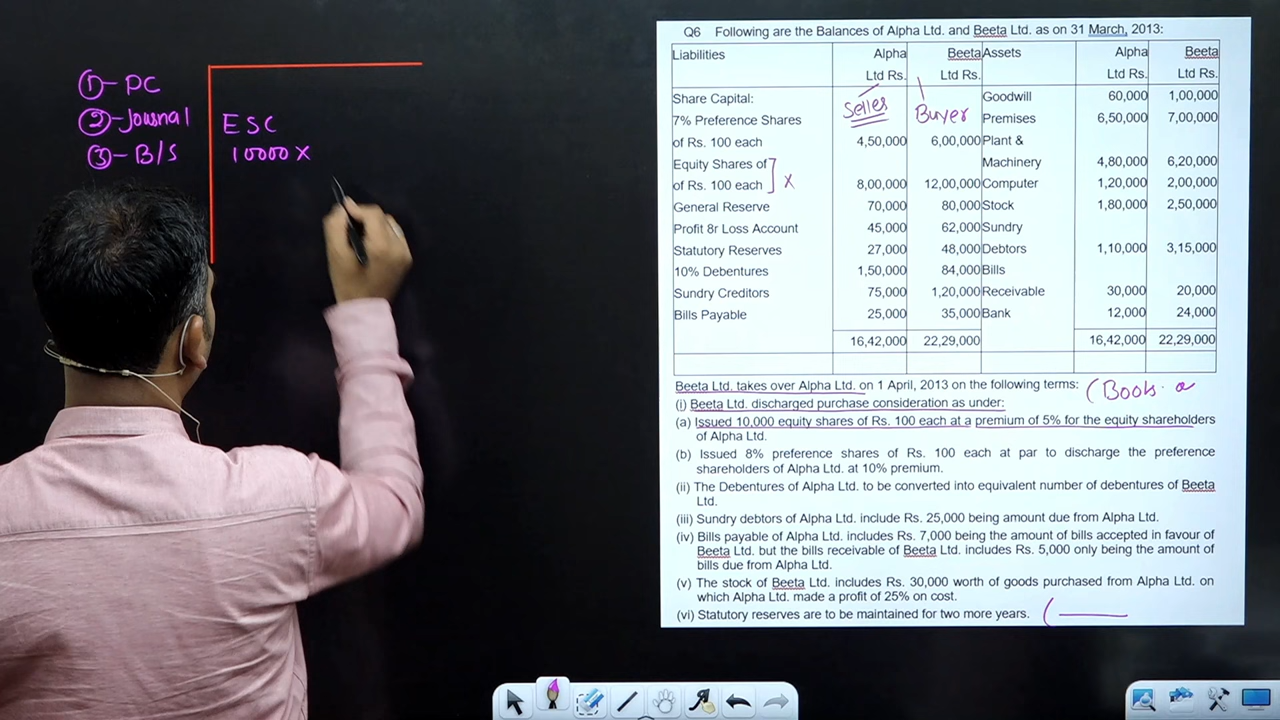 ①- PC
②- Journal
③- B/S
ESC
10000 X
Q6 Following are the Balances of Alpha Ltd. and Beeta Ltd. as on 31 March, 2013:
Liabilities Alpha Beeta Assets Alpha Beeta
Ltd Rs. Ltd Rs. Ltd Rs. Ltd Rs.
Share Capital: Seller Buyer Goodwill 60,000 1,00,000
7% Preference Shares Premises 6,50,000 7,00,000
of Rs. 100 each 4,50,000 6,00,000 Plant &
Equity Shares of Machinery 4,80,000 6,20,000
of Rs. 100 each X 8,00,000 12,00,000 Computer 1,20,000 2,00,000
General Reserve 70,000 80,000 Stock 1,80,000 2,50,000
Profit 8r Loss Account 45,000 62,000 Sundry
Statutory Reserves 27,000 48,000 Debtors 1,10,000 3,15,000
10% Debentures 1,50,000 84,000 Bills
Sundry Creditors 75,000 1,20,000 Receivable 30,000 20,000
Bills Payable 25,000 35,000 Bank 12,000 24,000
16,42,000 22,29,000 16,42,000 22,29,000
Beeta Ltd. takes over Alpha Ltd. on 1 April, 2013 on the following terms:
(i) Beeta Ltd. discharged purchase consideration as under:
(a) Issued 10,000 equity shares of Rs. 100 each at a premium of 5% for the equity shareholders
of Alpha Ltd.
(b) Issued 8% preference shares of Rs. 100 each at par to discharge the preference
shareholders of Alpha Ltd. at 10% premium.
(ii) The Debentures of Alpha Ltd. to be converted into equivalent number of debentures of Beeta
Ltd.
(iii) Sundry debtors of Alpha Ltd. include Rs. 25,000 being amount due from Alpha Ltd.
(iv) Bills payable of Alpha Ltd. includes Rs. 7,000 being the amount of bills accepted in favour of
Beeta Ltd. but the bills receivable of Beeta Ltd. includes Rs. 5,000 only being the amount of
bills due from Alpha Ltd.
(v) The stock of Beeta Ltd. includes Rs. 30,000 worth of goods purchased from Alpha Ltd. on
which Alpha Ltd. made a profit of 25% on cost.
(vi) Statutory reserves are to be maintained for two more years.